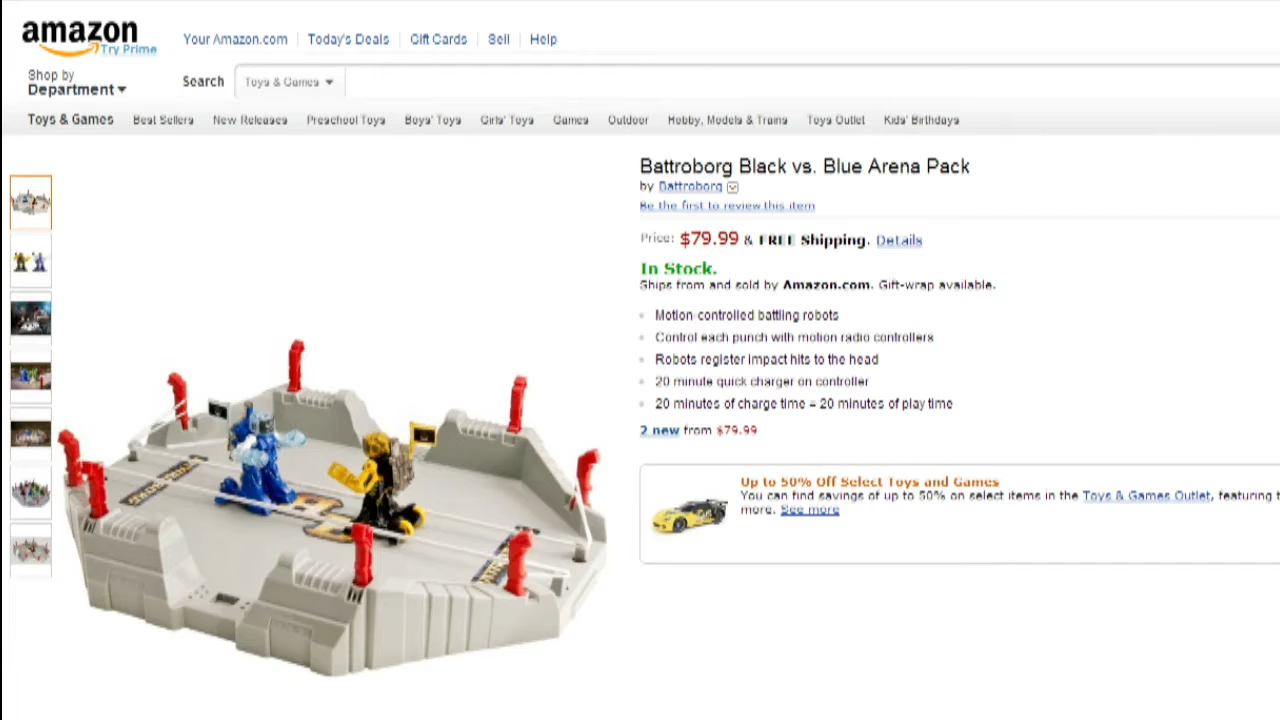 amazon
Try Prime
Your Amazon.com Today's Deals Gift Cards Sell Help
Shop by
Department
Search Toys & Games
Toys & Games Best Sellers New Releases Preschool Toys Boys' Toys Girls' Toys Games Outdoor Hobby, Models & Trains Toys Outlet Kids' Birthdays
Battroborg Black vs. Blue Arena Pack
by Battroborg
Be the first to review this item
Price: $79.99 & FREE Shipping. Details
In Stock.
Ships from and sold by Amazon.com. Gift-wrap available.
Motion-controlled battling robots
Control each punch with motion radio controllers
Robots register impact hits to the head
20 minute quick charger on controller
20 minutes of charge time = 20 minutes of play time
2 new from $79.99
Up to 50% Off Select Toys and Games
You can find savings of up to 50% on select items in the Toys & Games Outlet, featuring
more. See more